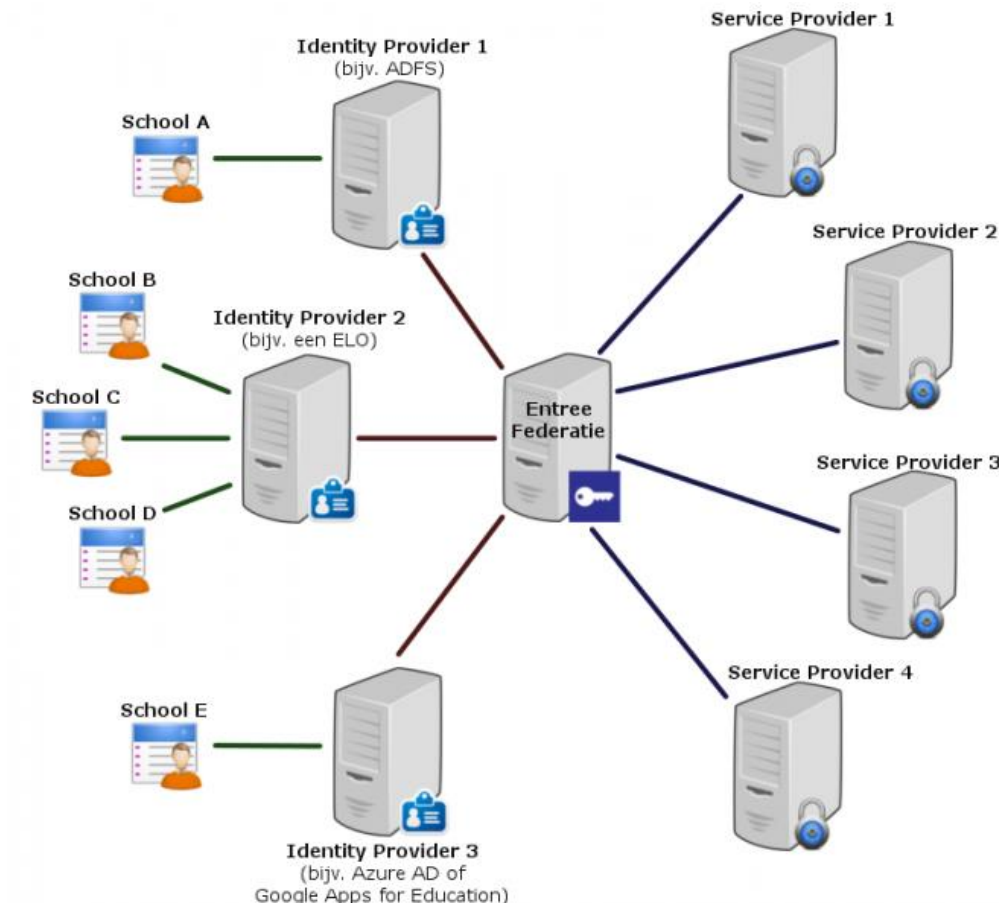 Service Provider 1
Identity Provider 1
(bijv. ADFS)
School A
Service Provider 2
School B
Identity Provider 2
(bijv. een ELO)
School C
Entree
Federatie
Service Provider 3
School D
Service Provider 4
School E
Identity Provider 3
(bijv. Azure AD of
Google Apps for Education)